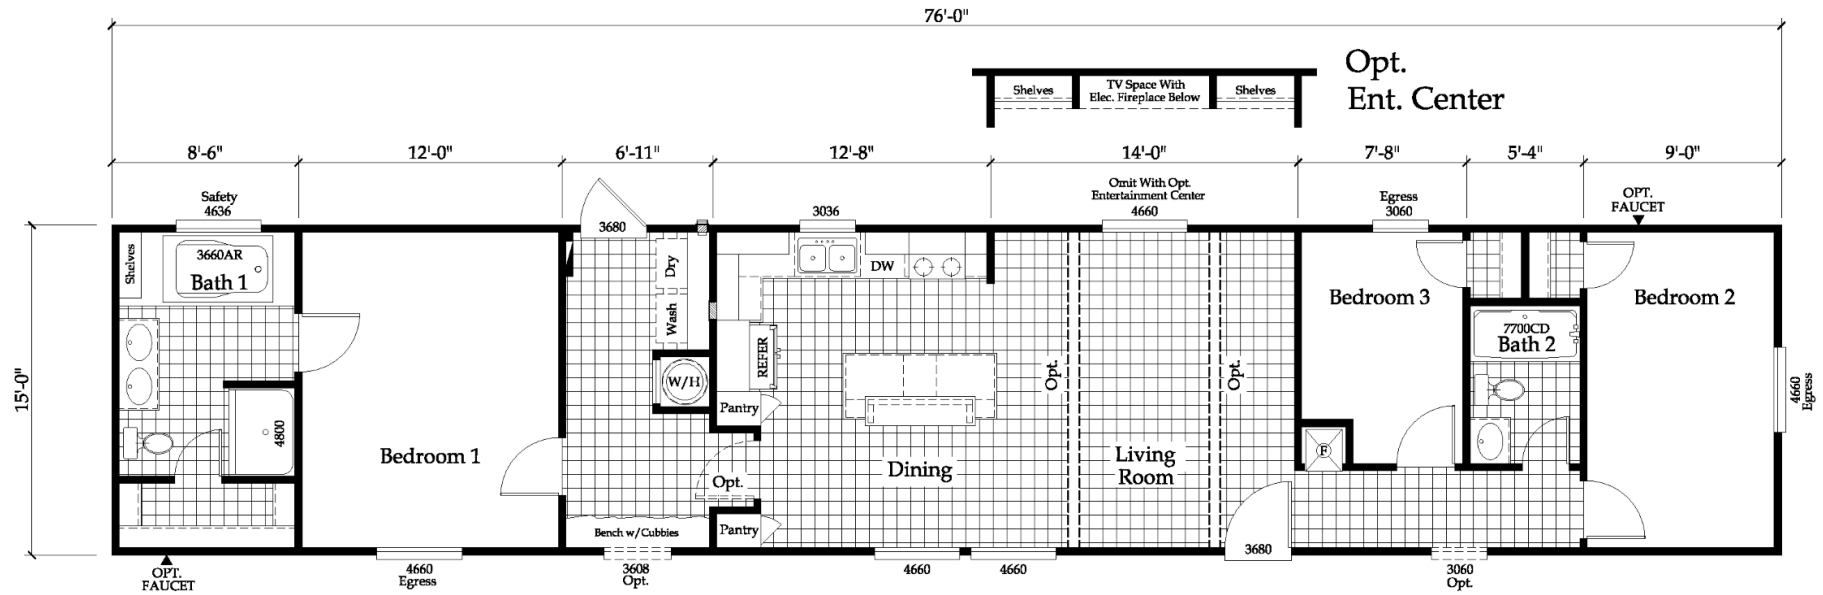 76'-0"
Opt.
Ent. Center
Shelves
TV Space With
Elec. Fireplace Below
Shelves
8'-6"
12'-0"
6'-11"
12'-8"
14'-0"
7'-8"
5'-4"
9'-0"
Safety
4636
3680
3036
Omit With Opt.
Entertainment Center
4660
Egress
3060
OPT.
FAUCET
15'-0"
Shelves
3660AR
Bath 1
Dry
Wash
DW
REFER
W/H
Pantry
4800
Bedroom 1
Opt.
Bench w/Cubbies
Pantry
Dining
Opt.
Living
Room
Opt.
Bedroom 3
F
7700CD
Bath 2
Bedroom 2
4660
Egress
3680
OPT.
FAUCET
4660
Egress
3608
Opt.
4660
4660
3060
Opt.